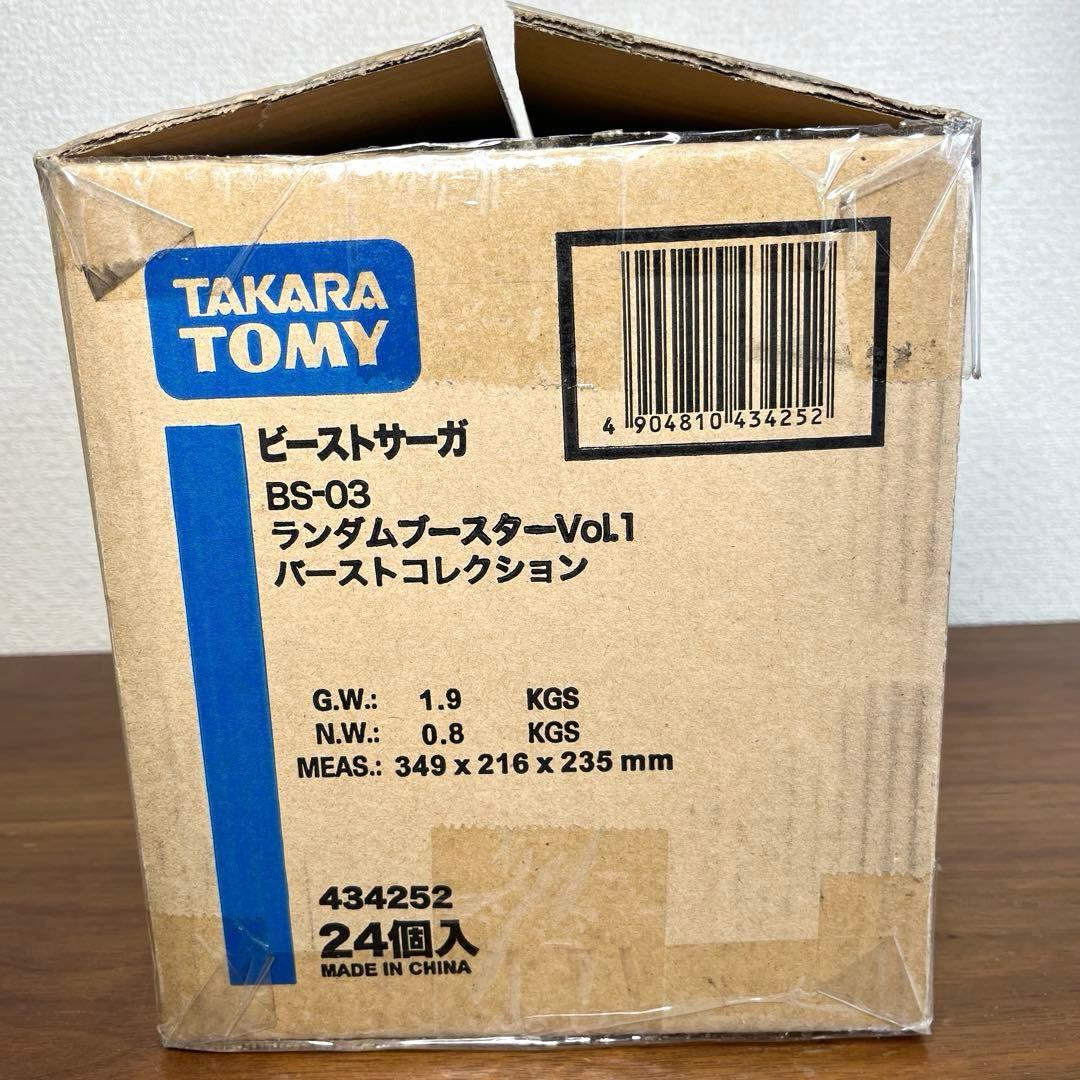 TAKARA
TOMY
4 904810 434252
ビーストサーガ
BS-03
ランダムブースターVol.1
バーストコレクション
G.W.: 1.9 KGS
N.W.: 0.8 KGS
MEAS.: 349 x 216 x 235 mm
434252
24個入
MADE IN CHINA